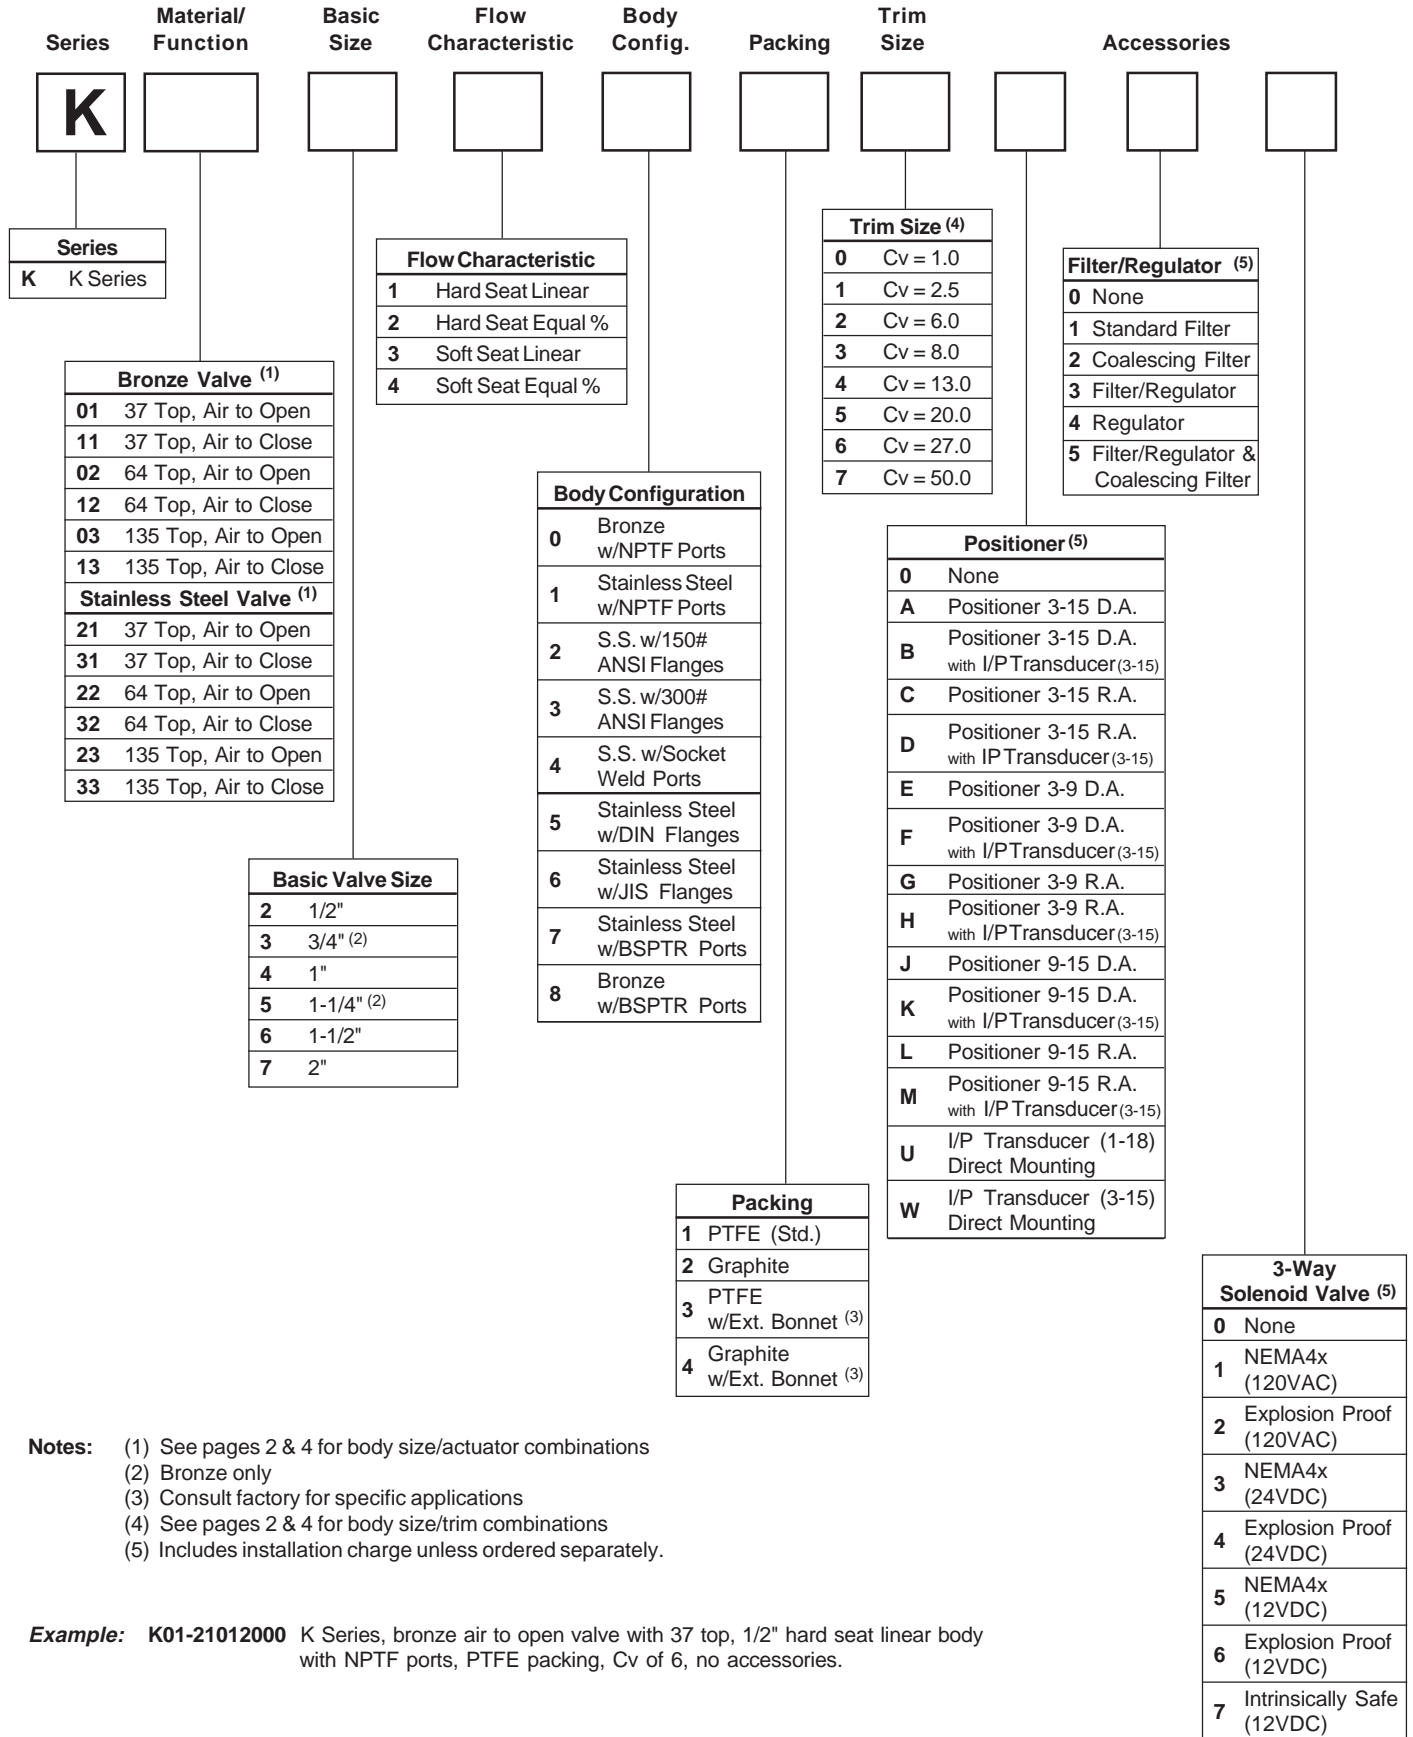 Series
Material/
Function
Basic
Size
Flow
Characteristic
Body
Config.
Packing
Trim
Size
Accessories
K
Series
K K Series
Bronze Valve (1)
01 37 Top, Air to Open
11 37 Top, Air to Close
02 64 Top, Air to Open
12 64 Top, Air to Close
03 135 Top, Air to Open
13 135 Top, Air to Close
Stainless Steel Valve (1)
21 37 Top, Air to Open
31 37 Top, Air to Close
22 64 Top, Air to Open
32 64 Top, Air to Close
23 135 Top, Air to Open
33 135 Top, Air to Close
Basic Valve Size
2 1/2"
3 3/4" (2)
4 1"
5 1-1/4" (2)
6 1-1/2"
7 2"
Flow Characteristic
1 Hard Seat Linear
2 Hard Seat Equal %
3 Soft Seat Linear
4 Soft Seat Equal %
Body Configuration
0 Bronze
w/NPTF Ports
1 Stainless Steel
w/NPTF Ports
2 S.S. w/150#
ANSI Flanges
3 S.S. w/300#
ANSI Flanges
4 S.S. w/Socket
Weld Ports
5 Stainless Steel
w/DIN Flanges
6 Stainless Steel
w/JIS Flanges
7 Stainless Steel
w/BSPTR Ports
8 Bronze
w/BSPTR Ports
Packing
1 PTFE (Std.)
2 Graphite
3 PTFE
w/Ext. Bonnet (3)
4 Graphite
w/Ext. Bonnet (3)
Trim Size (4)
0 Cv = 1.0
1 Cv = 2.5
2 Cv = 6.0
3 Cv = 8.0
4 Cv = 13.0
5 Cv = 20.0
6 Cv = 27.0
7 Cv = 50.0
Positioner (5)
0 None
A Positioner 3-15 D.A.
B Positioner 3-15 D.A.
with I/P Transducer (3-15)
C Positioner 3-15 R.A.
D Positioner 3-15 R.A.
with IP Transducer (3-15)
E Positioner 3-9 D.A.
F Positioner 3-9 D.A.
with I/P Transducer (3-15)
G Positioner 3-9 R.A.
H Positioner 3-9 R.A.
with I/P Transducer (3-15)
J Positioner 9-15 D.A.
K Positioner 9-15 D.A.
with I/P Transducer (3-15)
L Positioner 9-15 R.A.
M Positioner 9-15 R.A.
with I/P Transducer (3-15)
U I/P Transducer (1-18)
Direct Mounting
W I/P Transducer (3-15)
Direct Mounting
Filter/Regulator (5)
0 None
1 Standard Filter
2 Coalescing Filter
3 Filter/Regulator
4 Regulator
5 Filter/Regulator &
Coalescing Filter
3-Way
Solenoid Valve (5)
0 None
1 NEMA4x
(120VAC)
2 Explosion Proof
(120VAC)
3 NEMA4x
(24VDC)
4 Explosion Proof
(24VDC)
5 NEMA4x
(12VDC)
6 Explosion Proof
(12VDC)
7 Intrinsically Safe
(12VDC)
Notes: (1) See pages 2 & 4 for body size/actuator combinations
(2) Bronze only
(3) Consult factory for specific applications
(4) See pages 2 & 4 for body size/trim combinations
(5) Includes installation charge unless ordered separately.
Example: K01-21012000 K Series, bronze air to open valve with 37 top, 1/2" hard seat linear body
with NPTF ports, PTFE packing, Cv of 6, no accessories.